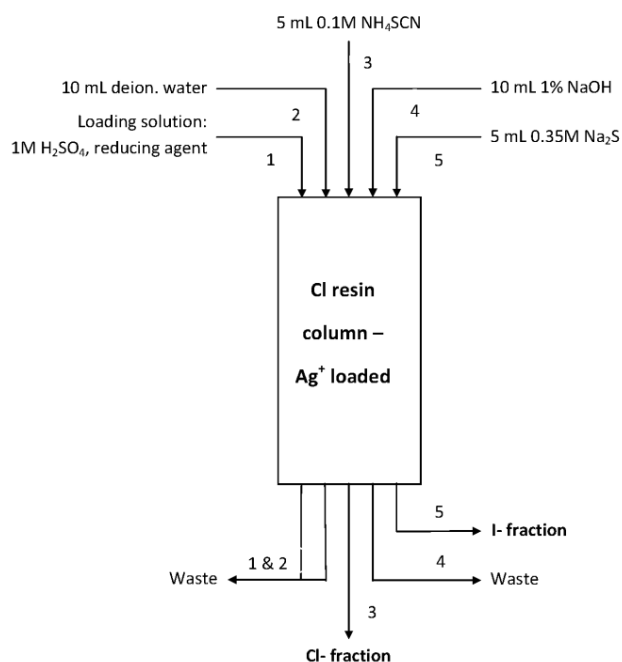 5 mL 0.1M NH₄SCN
3
10 mL deion. water
10 mL 1% NaOH
2
4
Loading solution:
1M H₂SO₄, reducing agent
5 mL 0.35M Na₂S
1
5
Cl resin
column –
Ag⁺ loaded
5
I- fraction
1 & 2
4
Waste
Waste
3
Cl- fraction